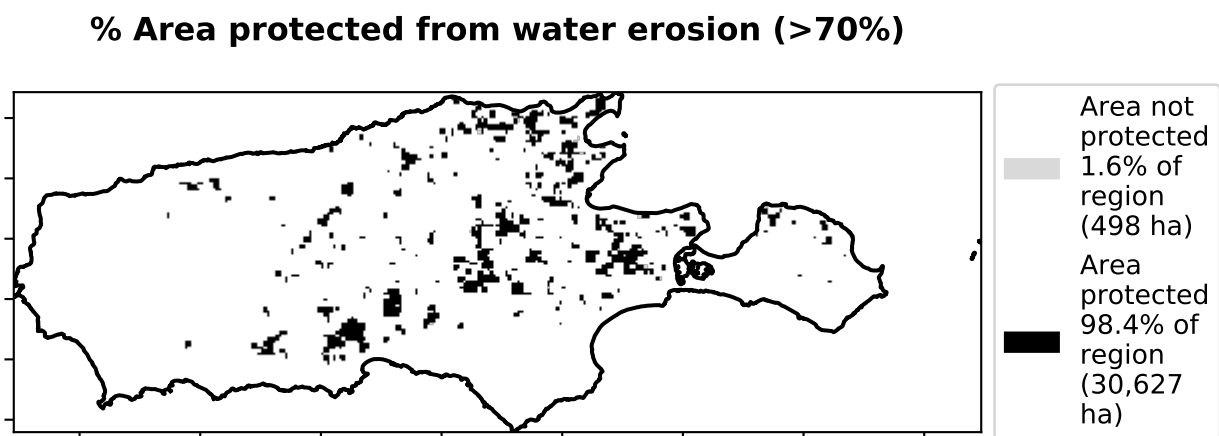 % Area protected from water erosion (>70%)
Area not
protected
1.6% of
region
(498 ha)
Area
protected
98.4% of
region
(30,627
ha)